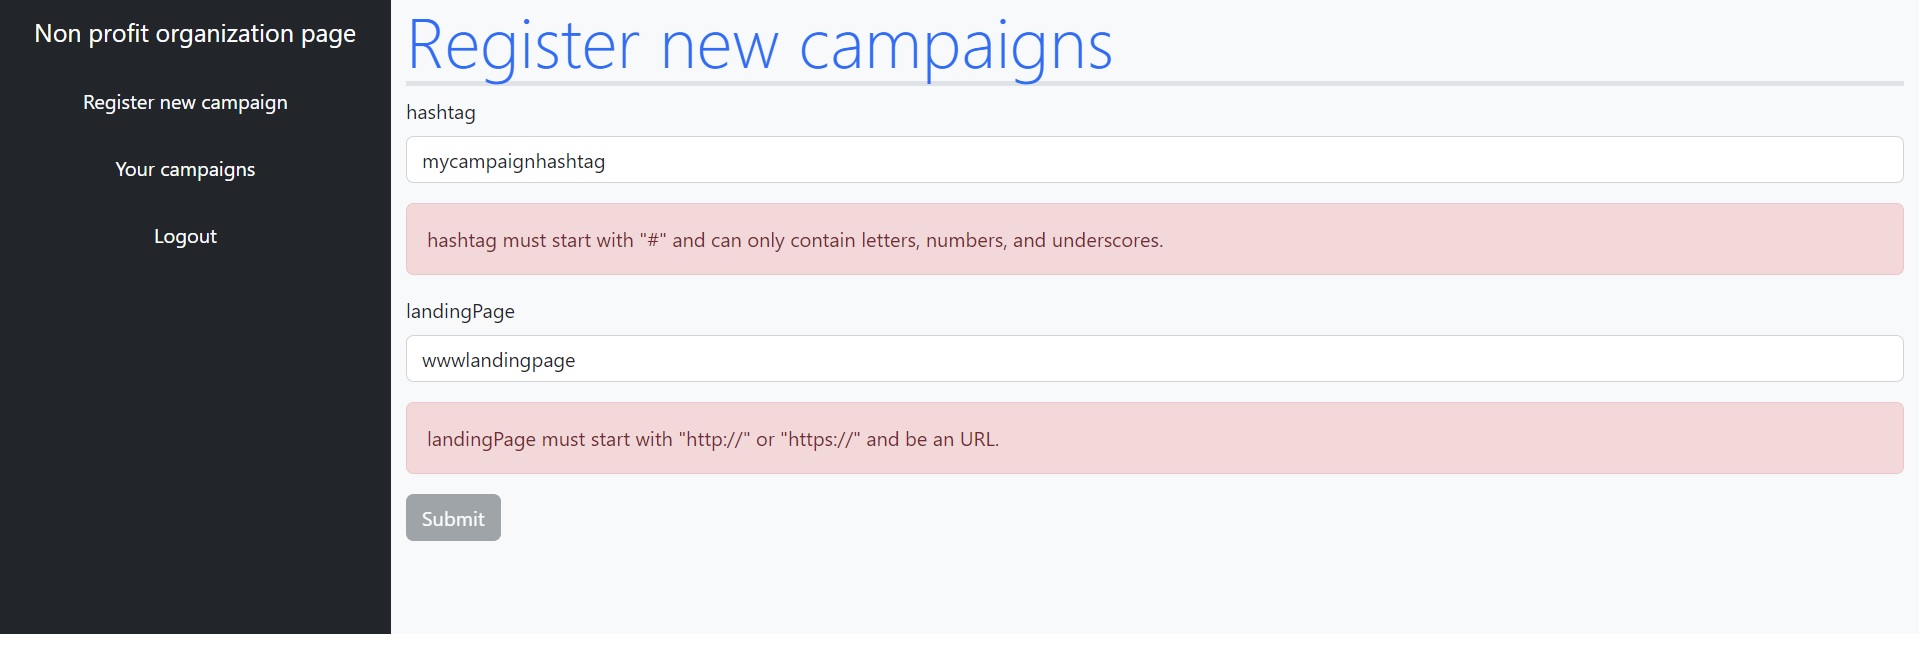 Non profit organization page
Register new campaign
Your campaigns
Logout
Register new campaigns
hashtag
mycampaignhashtag
hashtag must start with "#" and can only contain letters, numbers, and underscores.
landingPage
wwwlandingpage
landingPage must start with "http://" or "https://" and be an URL.
Submit